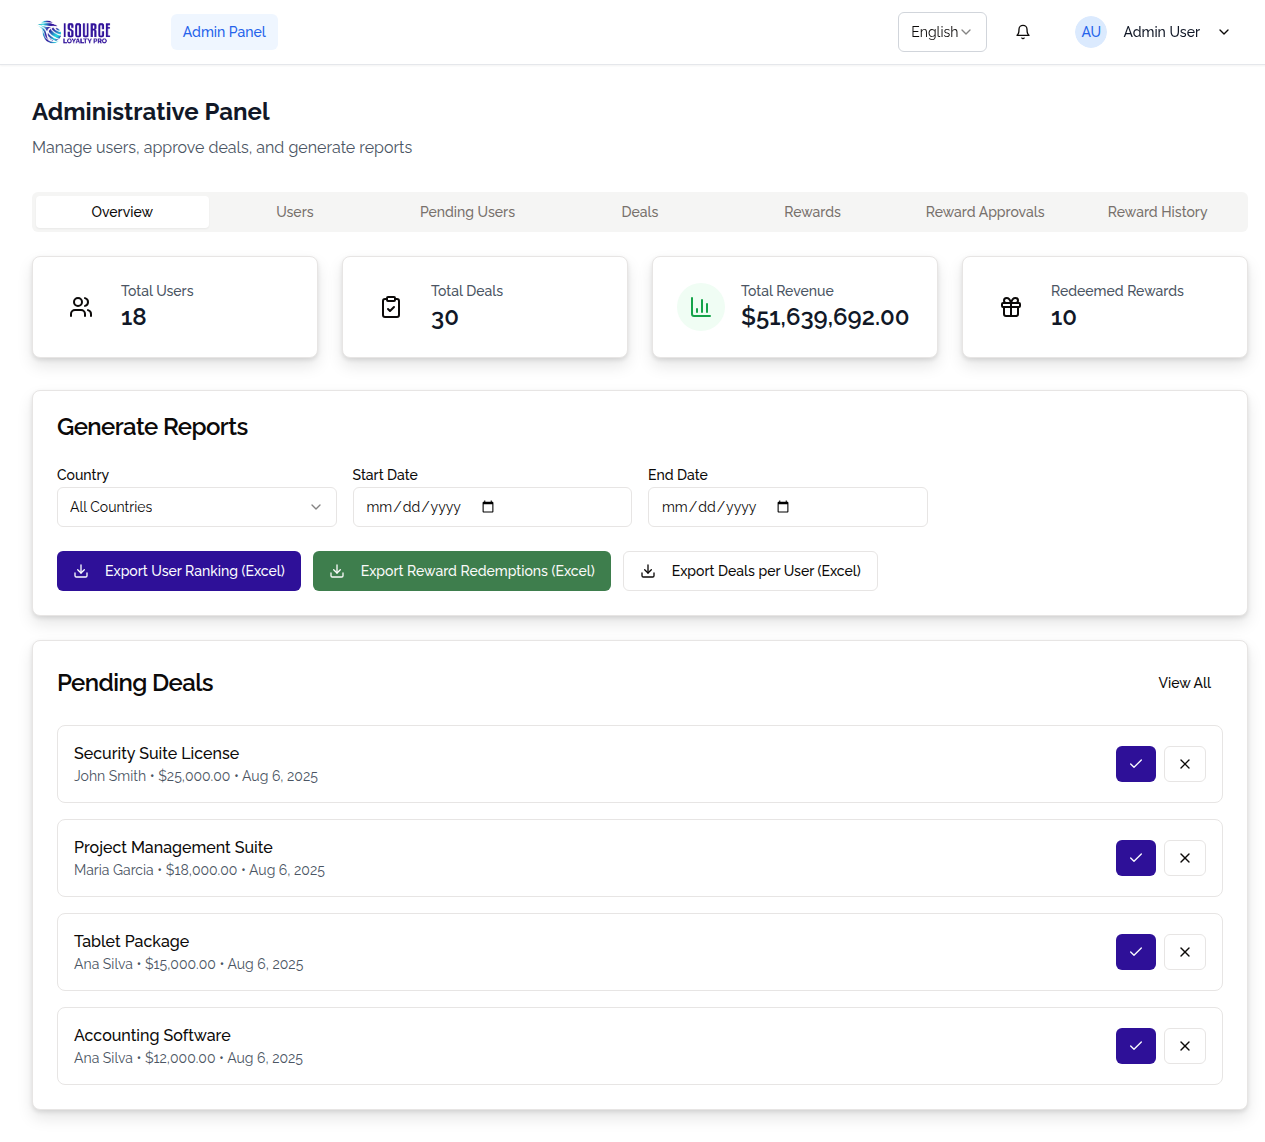 ISOURCE
LOYALTY PRO
Admin Panel
English
AU
Admin User
Administrative Panel
Manage users, approve deals, and generate reports
Overview
Users
Pending Users
Deals
Rewards
Reward Approvals
Reward History
Total Users
18
Total Deals
30
Total Revenue
$51,639,692.00
Redeemed Rewards
10
Generate Reports
Country
Start Date
End Date
All Countries
mm/dd/yyyy
mm/dd/yyyy
Export User Ranking (Excel)
Export Reward Redemptions (Excel)
Export Deals per User (Excel)
Pending Deals
View All
Security Suite License
John Smith • $25,000.00 • Aug 6, 2025
Project Management Suite
Maria Garcia • $18,000.00 • Aug 6, 2025
Tablet Package
Ana Silva • $15,000.00 • Aug 6, 2025
Accounting Software
Ana Silva • $12,000.00 • Aug 6, 2025